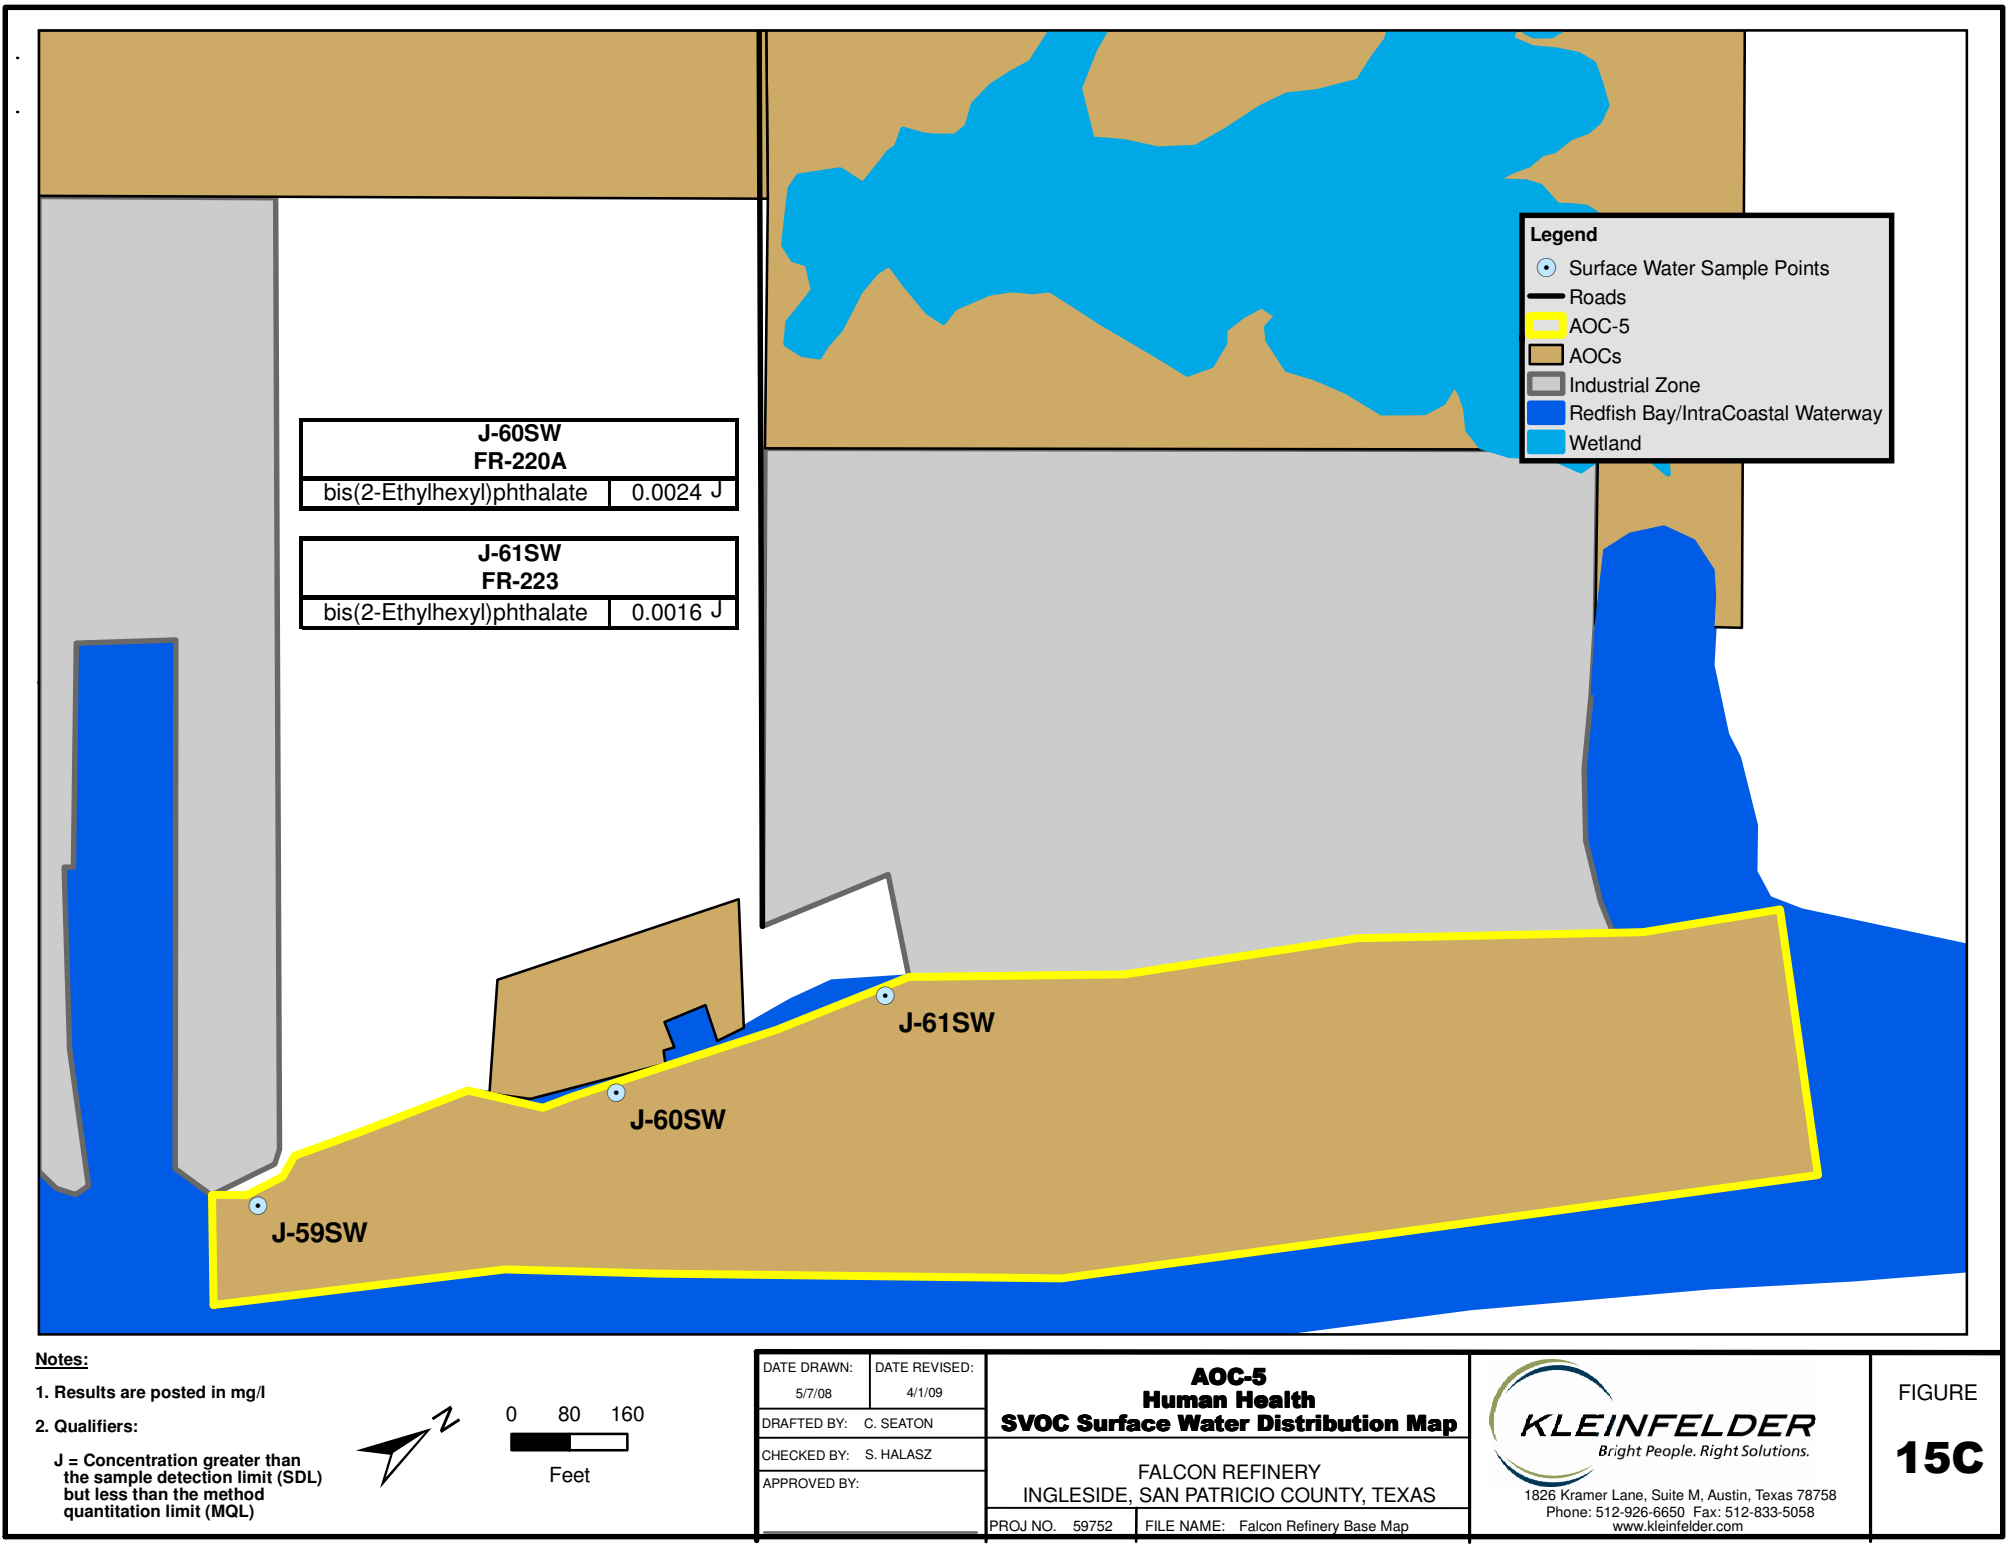 Legend
Surface Water Sample Points
Roads
AOC-5
AOCs
Industrial Zone
Redfish Bay/IntraCoastal Waterway
Wetland
J-60SW
FR-220A
bis(2-Ethylhexyl)phthalate 0.0024 J
J-61SW
FR-223
bis(2-Ethylhexyl)phthalate 0.0016 J
J-61SW
J-60SW
J-59SW
Notes:
1. Results are posted in mg/l
2. Qualifiers:
J = Concentration greater than
the sample detection limit (SDL)
but less than the method
quantitation limit (MQL)
N
0 80 160
Feet
DATE DRAWN: 5/7/08
DATE REVISED: 4/1/09
DRAFTED BY: C. SEATON
CHECKED BY: S. HALASZ
APPROVED BY:
AOC-5
Human Health
SVOC Surface Water Distribution Map
FALCON REFINERY
INGLESIDE, SAN PATRICIO COUNTY, TEXAS
PROJ NO. 59752
FILE NAME: Falcon Refinery Base Map
KLEINFELDER
Bright People. Right Solutions.
1826 Kramer Lane, Suite M, Austin, Texas 78758
Phone: 512-926-6650 Fax: 512-833-5058
www.kleinfelder.com
FIGURE
15C